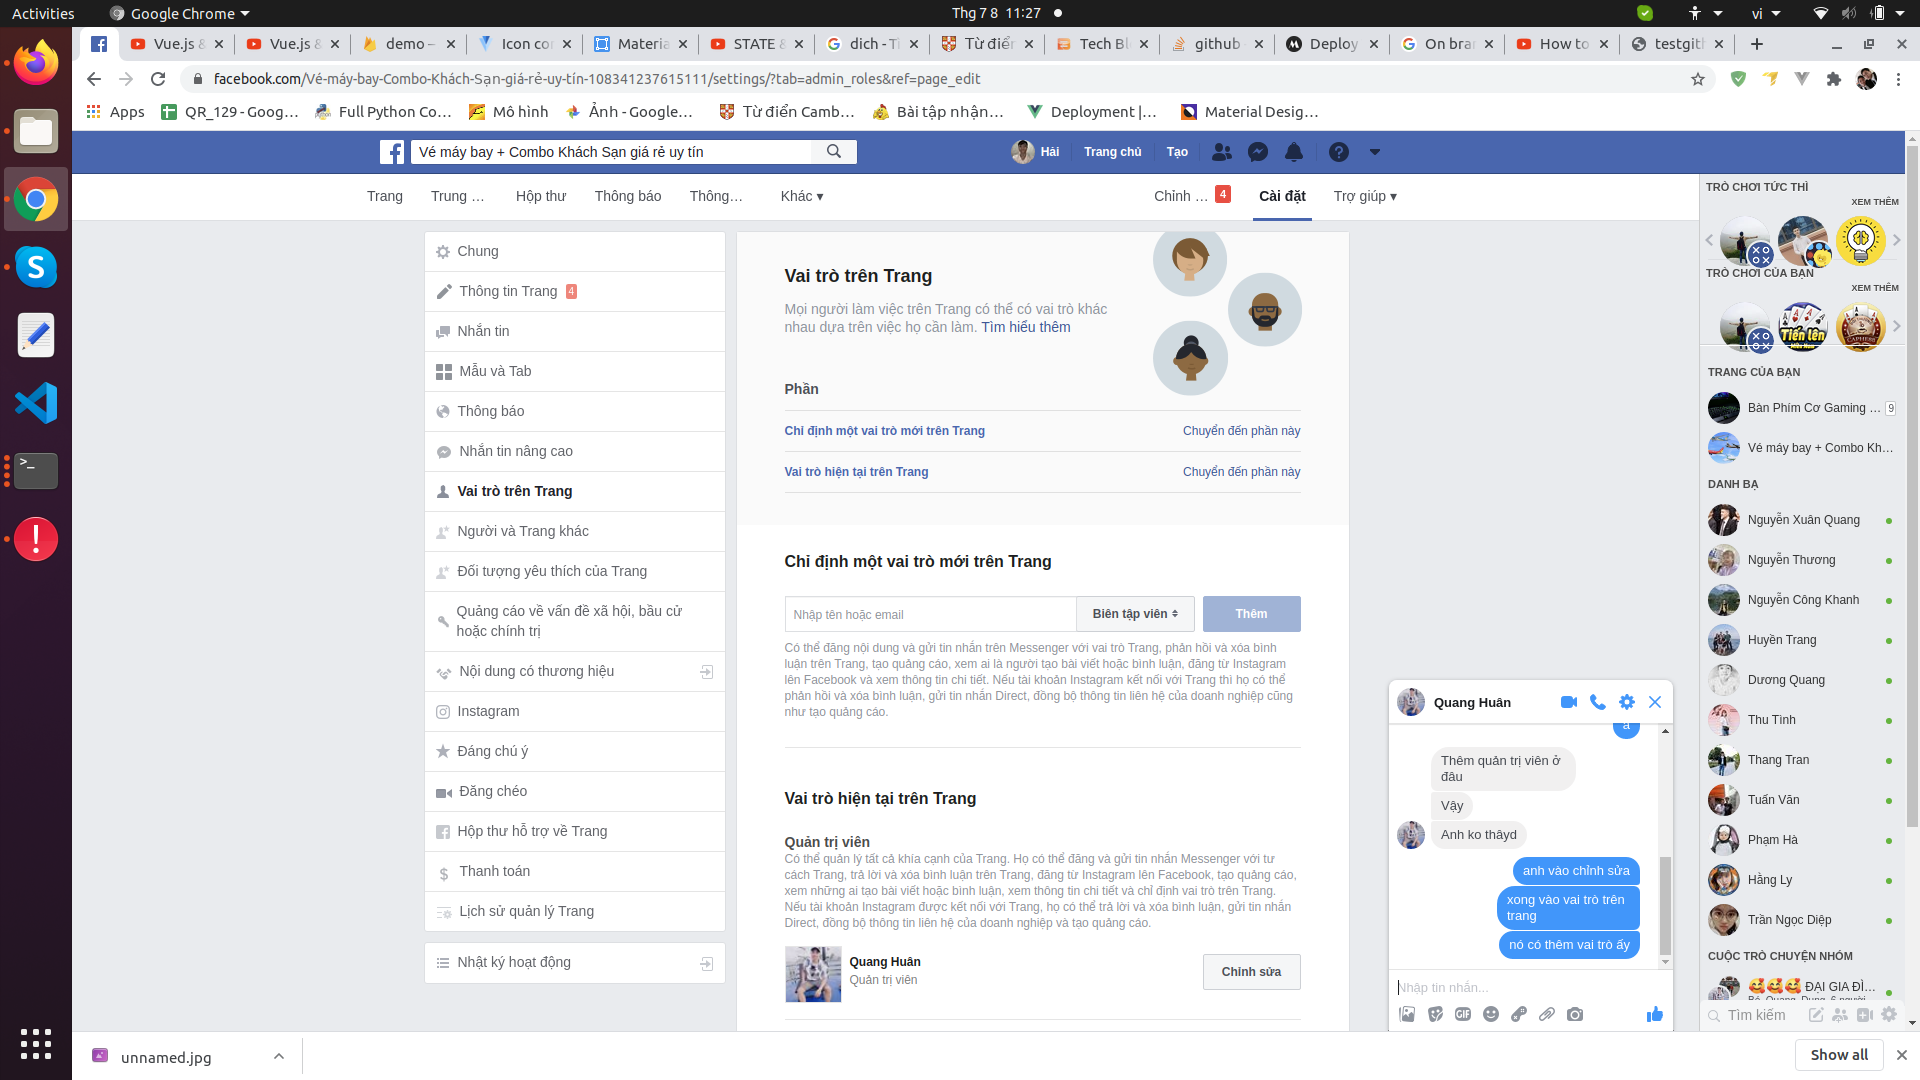 Activities
Google Chrome
Thg 7 8 11:27
vi
Vue.js &
Vue.js &
demo –
Icon cor
Materia
STATE &
dich - Tì
Từ điển
Tech Bl
github
Deploy
On bra
How to
testgith
facebook.com/Vé-máy-bay-Combo-Khách-Sạn-giá-rẻ-uy-tín-108341237615111/settings/?tab=admin_roles&ref=page_edit
Apps
QR_129 - Goog…
Full Python Co…
Mô hình
Ảnh - Google…
Từ điển Camb…
Bài tập nhận…
Deployment |…
Material Desig…
Vé máy bay + Combo Khách Sạn giá rẻ uy tín
Hải
Trang chủ
Tạo
Trang
Trung …
Hộp thư
Thông báo
Thông…
Khác ▾
Chỉnh …
4
Cài đặt
Trợ giúp ▾
Chung
Thông tin Trang 4
Nhắn tin
Mẫu và Tab
Thông báo
Nhắn tin nâng cao
Vai trò trên Trang
Người và Trang khác
Đối tượng yêu thích của Trang
Quảng cáo về vấn đề xã hội, bầu cử
hoặc chính trị
Nội dung có thương hiệu
Instagram
Đáng chú ý
Đăng chéo
Hộp thư hỗ trợ về Trang
Thanh toán
Lịch sử quản lý Trang
Nhật ký hoạt động
Vai trò trên Trang
Mọi người làm việc trên Trang có thể có vai trò khác
nhau dựa trên việc họ cần làm. Tìm hiểu thêm
Phần
Chỉ định một vai trò mới trên Trang
Chuyển đến phần này
Vai trò hiện tại trên Trang
Chuyển đến phần này
Chỉ định một vai trò mới trên Trang
Nhập tên hoặc email
Biên tập viên
Thêm
Có thể đăng nội dung và gửi tin nhắn trên Messenger với vai trò Trang, phản hồi và xóa bình
luận trên Trang, tạo quảng cáo, xem ai là người tạo bài viết hoặc bình luận, đăng từ Instagram
lên Facebook và xem thông tin chi tiết. Nếu tài khoản Instagram kết nối với Trang thì họ có thể
phản hồi và xóa bình luận, gửi tin nhắn Direct, đồng bộ thông tin liên hệ của doanh nghiệp cũng
như tạo quảng cáo.
Vai trò hiện tại trên Trang
Quản trị viên
Có thể quản lý tất cả khía cạnh của Trang. Họ có thể đăng và gửi tin nhắn Messenger với tư
cách Trang, trả lời và xóa bình luận trên Trang, đăng từ Instagram lên Facebook, tạo quảng cáo,
xem những ai tạo bài viết hoặc bình luận, xem thông tin chi tiết và chỉ định vai trò trên Trang.
Nếu tài khoản Instagram được kết nối với Trang, họ có thể trả lời và xóa bình luận, gửi tin nhắn
Direct, đồng bộ thông tin liên hệ của doanh nghiệp và tạo quảng cáo.
Quang Huân
Quản trị viên
Chỉnh sửa
Quang Huân
a
Thêm quản trị viên ở
đâu
Vậy
Anh ko thâyd
anh vào chỉnh sửa
xong vào vai trò trên
trang
nó có thêm vai trò ấy
Nhập tin nhắn...
GIF
TRÒ CHƠI TỨC THÌ
XEM THÊM
TRÒ CHƠI CỦA BẠN
XEM THÊM
Tiến lên
TRANG CỦA BẠN
Bàn Phím Cơ Gaming …
9
Vé máy bay + Combo Kh…
DANH BẠ
Nguyễn Xuân Quang
Nguyễn Thương
Nguyễn Công Khanh
Huyền Trang
Dương Quang
Thu Tình
Thang Tran
Tuấn Văn
Phạm Hà
Hằng Ly
Trần Ngọc Diệp
CUỘC TRÒ CHUYỆN NHÓM
🥰🥰🥰 ĐẠI GIA ĐÌ…
Tìm kiếm
unnamed.jpg
Show all